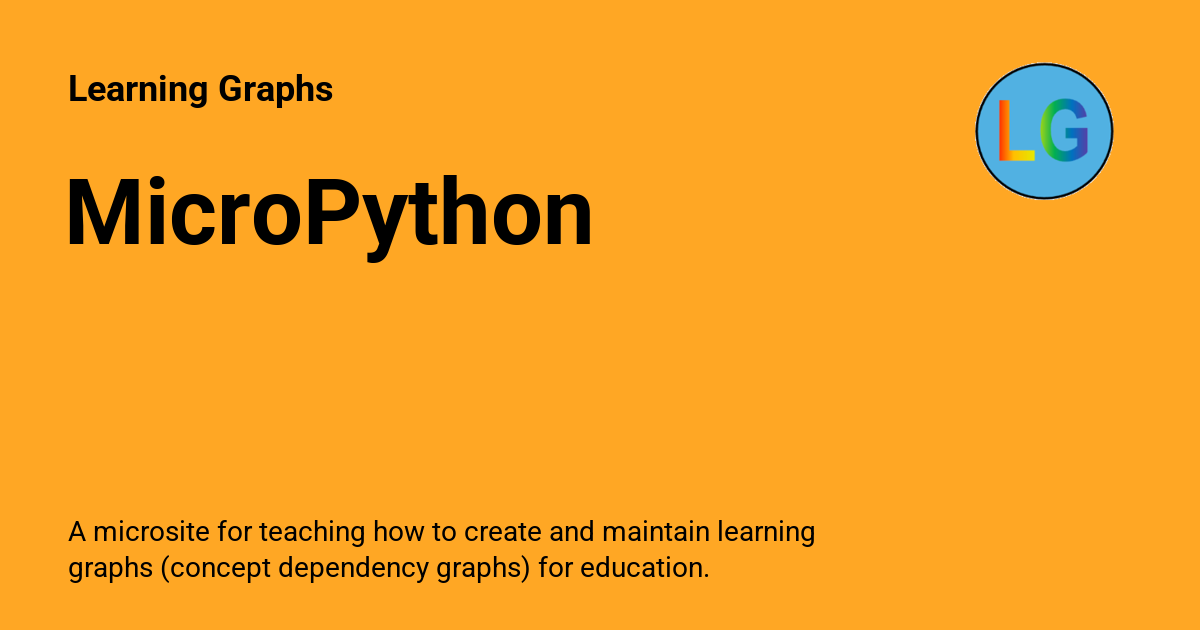 Learning Graphs
LG
MicroPython
A microsite for teaching how to create and maintain learning
graphs (concept dependency graphs) for education.